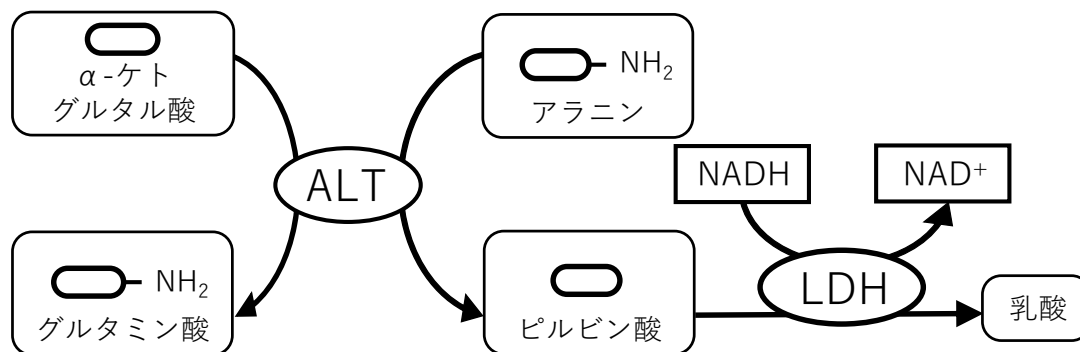 α-ケト
グルタル酸
NH₂
アラニン
ALT
NADH
NAD⁺
NH₂
グルタミン酸
ピルビン酸
LDH
乳酸